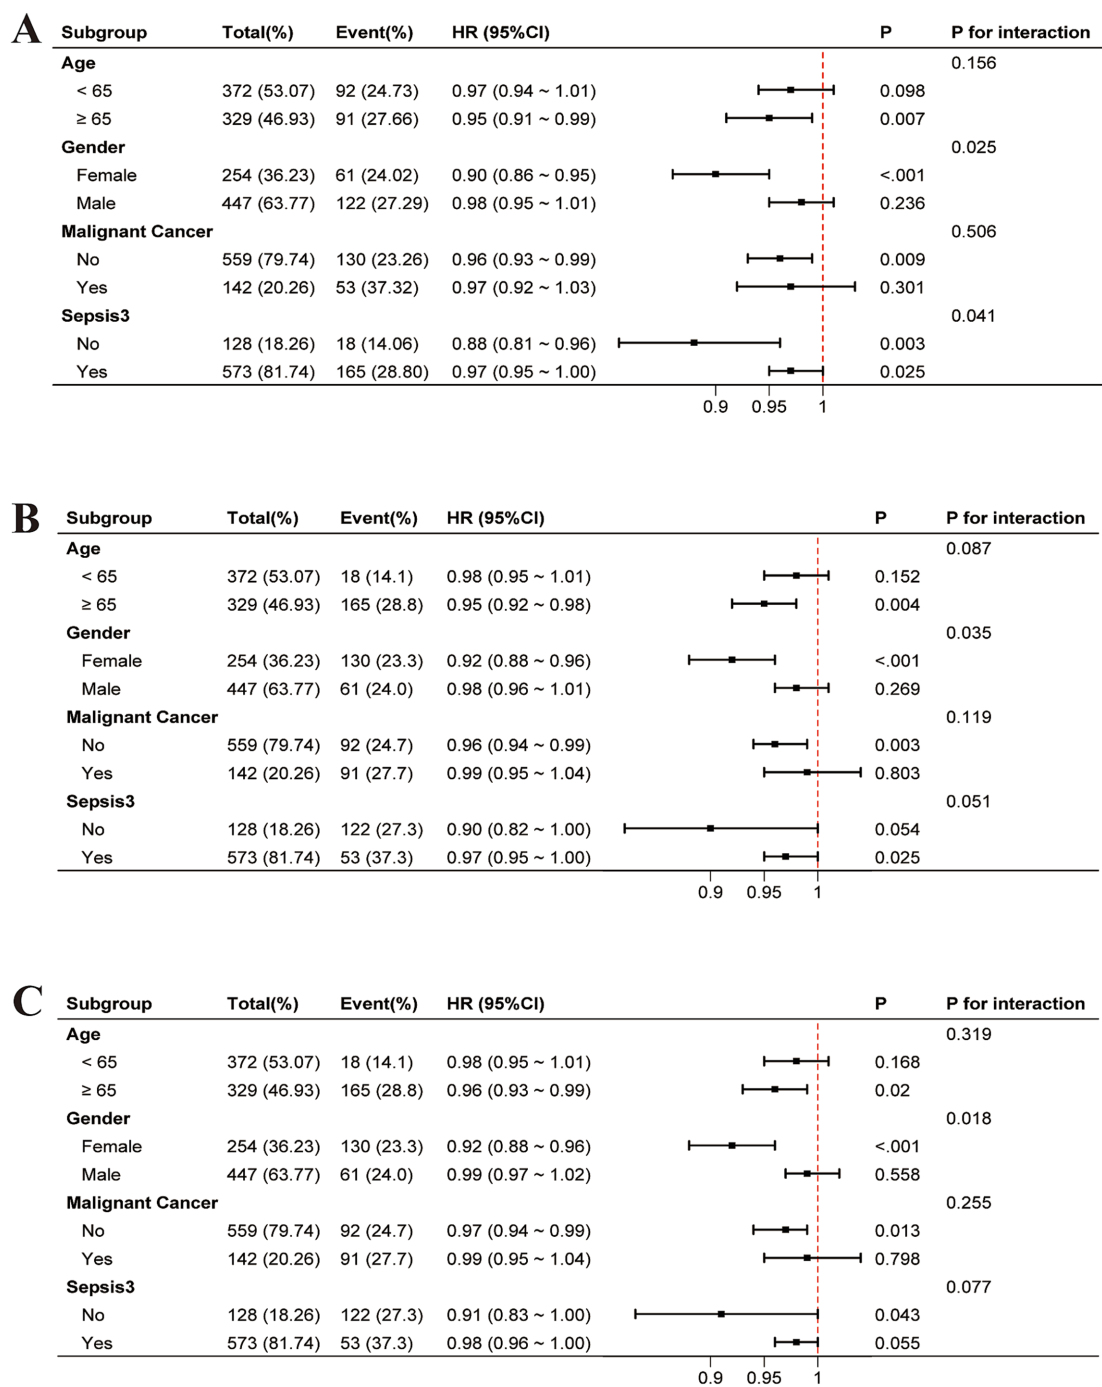 A
Subgroup Total(%) Event(%) HR (95%CI) P P for interaction
Age 0.156
< 65 372 (53.07) 92 (24.73) 0.97 (0.94 ~ 1.01) 0.098
≥ 65 329 (46.93) 91 (27.66) 0.95 (0.91 ~ 0.99) 0.007
Gender 0.025
Female 254 (36.23) 61 (24.02) 0.90 (0.86 ~ 0.95) <.001
Male 447 (63.77) 122 (27.29) 0.98 (0.95 ~ 1.01) 0.236
Malignant Cancer 0.506
No 559 (79.74) 130 (23.26) 0.96 (0.93 ~ 0.99) 0.009
Yes 142 (20.26) 53 (37.32) 0.97 (0.92 ~ 1.03) 0.301
Sepsis3 0.041
No 128 (18.26) 18 (14.06) 0.88 (0.81 ~ 0.96) 0.003
Yes 573 (81.74) 165 (28.80) 0.97 (0.95 ~ 1.00) 0.025
0.9 0.95 1
B
Subgroup Total(%) Event(%) HR (95%CI) P P for interaction
Age 0.087
< 65 372 (53.07) 18 (14.1) 0.98 (0.95 ~ 1.01) 0.152
≥ 65 329 (46.93) 165 (28.8) 0.95 (0.92 ~ 0.98) 0.004
Gender 0.035
Female 254 (36.23) 130 (23.3) 0.92 (0.88 ~ 0.96) <.001
Male 447 (63.77) 61 (24.0) 0.98 (0.96 ~ 1.01) 0.269
Malignant Cancer 0.119
No 559 (79.74) 92 (24.7) 0.96 (0.94 ~ 0.99) 0.003
Yes 142 (20.26) 91 (27.7) 0.99 (0.95 ~ 1.04) 0.803
Sepsis3 0.051
No 128 (18.26) 122 (27.3) 0.90 (0.82 ~ 1.00) 0.054
Yes 573 (81.74) 53 (37.3) 0.97 (0.95 ~ 1.00) 0.025
0.9 0.95 1
C
Subgroup Total(%) Event(%) HR (95%CI) P P for interaction
Age 0.319
< 65 372 (53.07) 18 (14.1) 0.98 (0.95 ~ 1.01) 0.168
≥ 65 329 (46.93) 165 (28.8) 0.96 (0.93 ~ 0.99) 0.02
Gender 0.018
Female 254 (36.23) 130 (23.3) 0.92 (0.88 ~ 0.96) <.001
Male 447 (63.77) 61 (24.0) 0.99 (0.97 ~ 1.02) 0.558
Malignant Cancer 0.255
No 559 (79.74) 92 (24.7) 0.97 (0.94 ~ 0.99) 0.013
Yes 142 (20.26) 91 (27.7) 0.99 (0.95 ~ 1.04) 0.798
Sepsis3 0.077
No 128 (18.26) 122 (27.3) 0.91 (0.83 ~ 1.00) 0.043
Yes 573 (81.74) 53 (37.3) 0.98 (0.96 ~ 1.00) 0.055
0.9 0.95 1